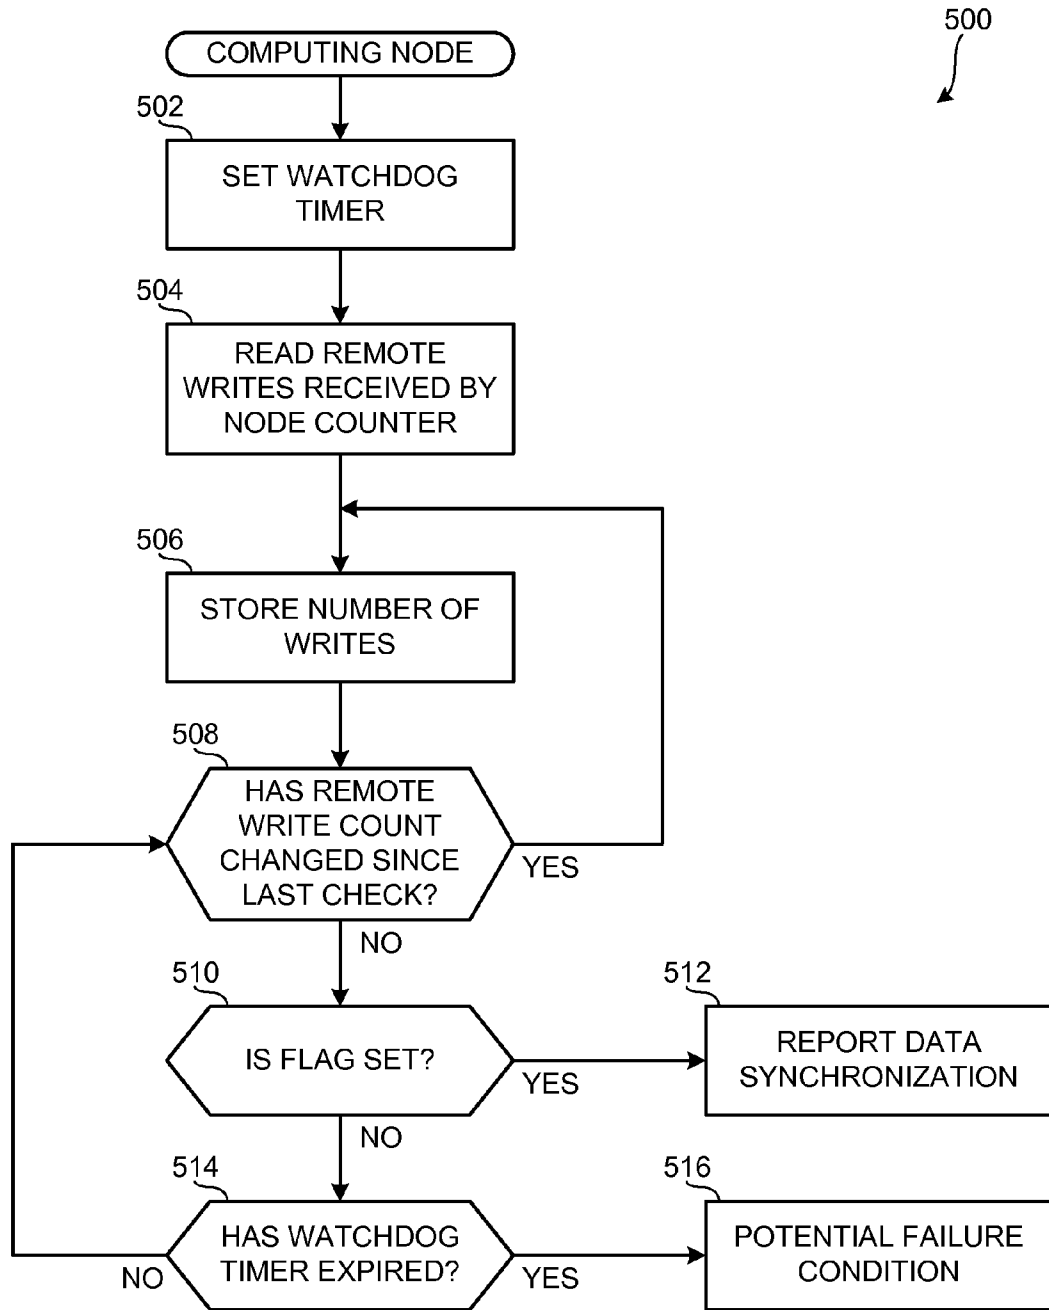 500
COMPUTING NODE
502
SET WATCHDOG
TIMER
504
READ REMOTE
WRITES RECEIVED BY
NODE COUNTER
506
STORE NUMBER OF
WRITES
508
HAS REMOTE
WRITE COUNT
CHANGED SINCE
LAST CHECK?
YES
NO
510
IS FLAG SET?
YES
512
REPORT DATA
SYNCHRONIZATION
NO
514
HAS WATCHDOG
TIMER EXPIRED?
NO
YES
516
POTENTIAL FAILURE
CONDITION